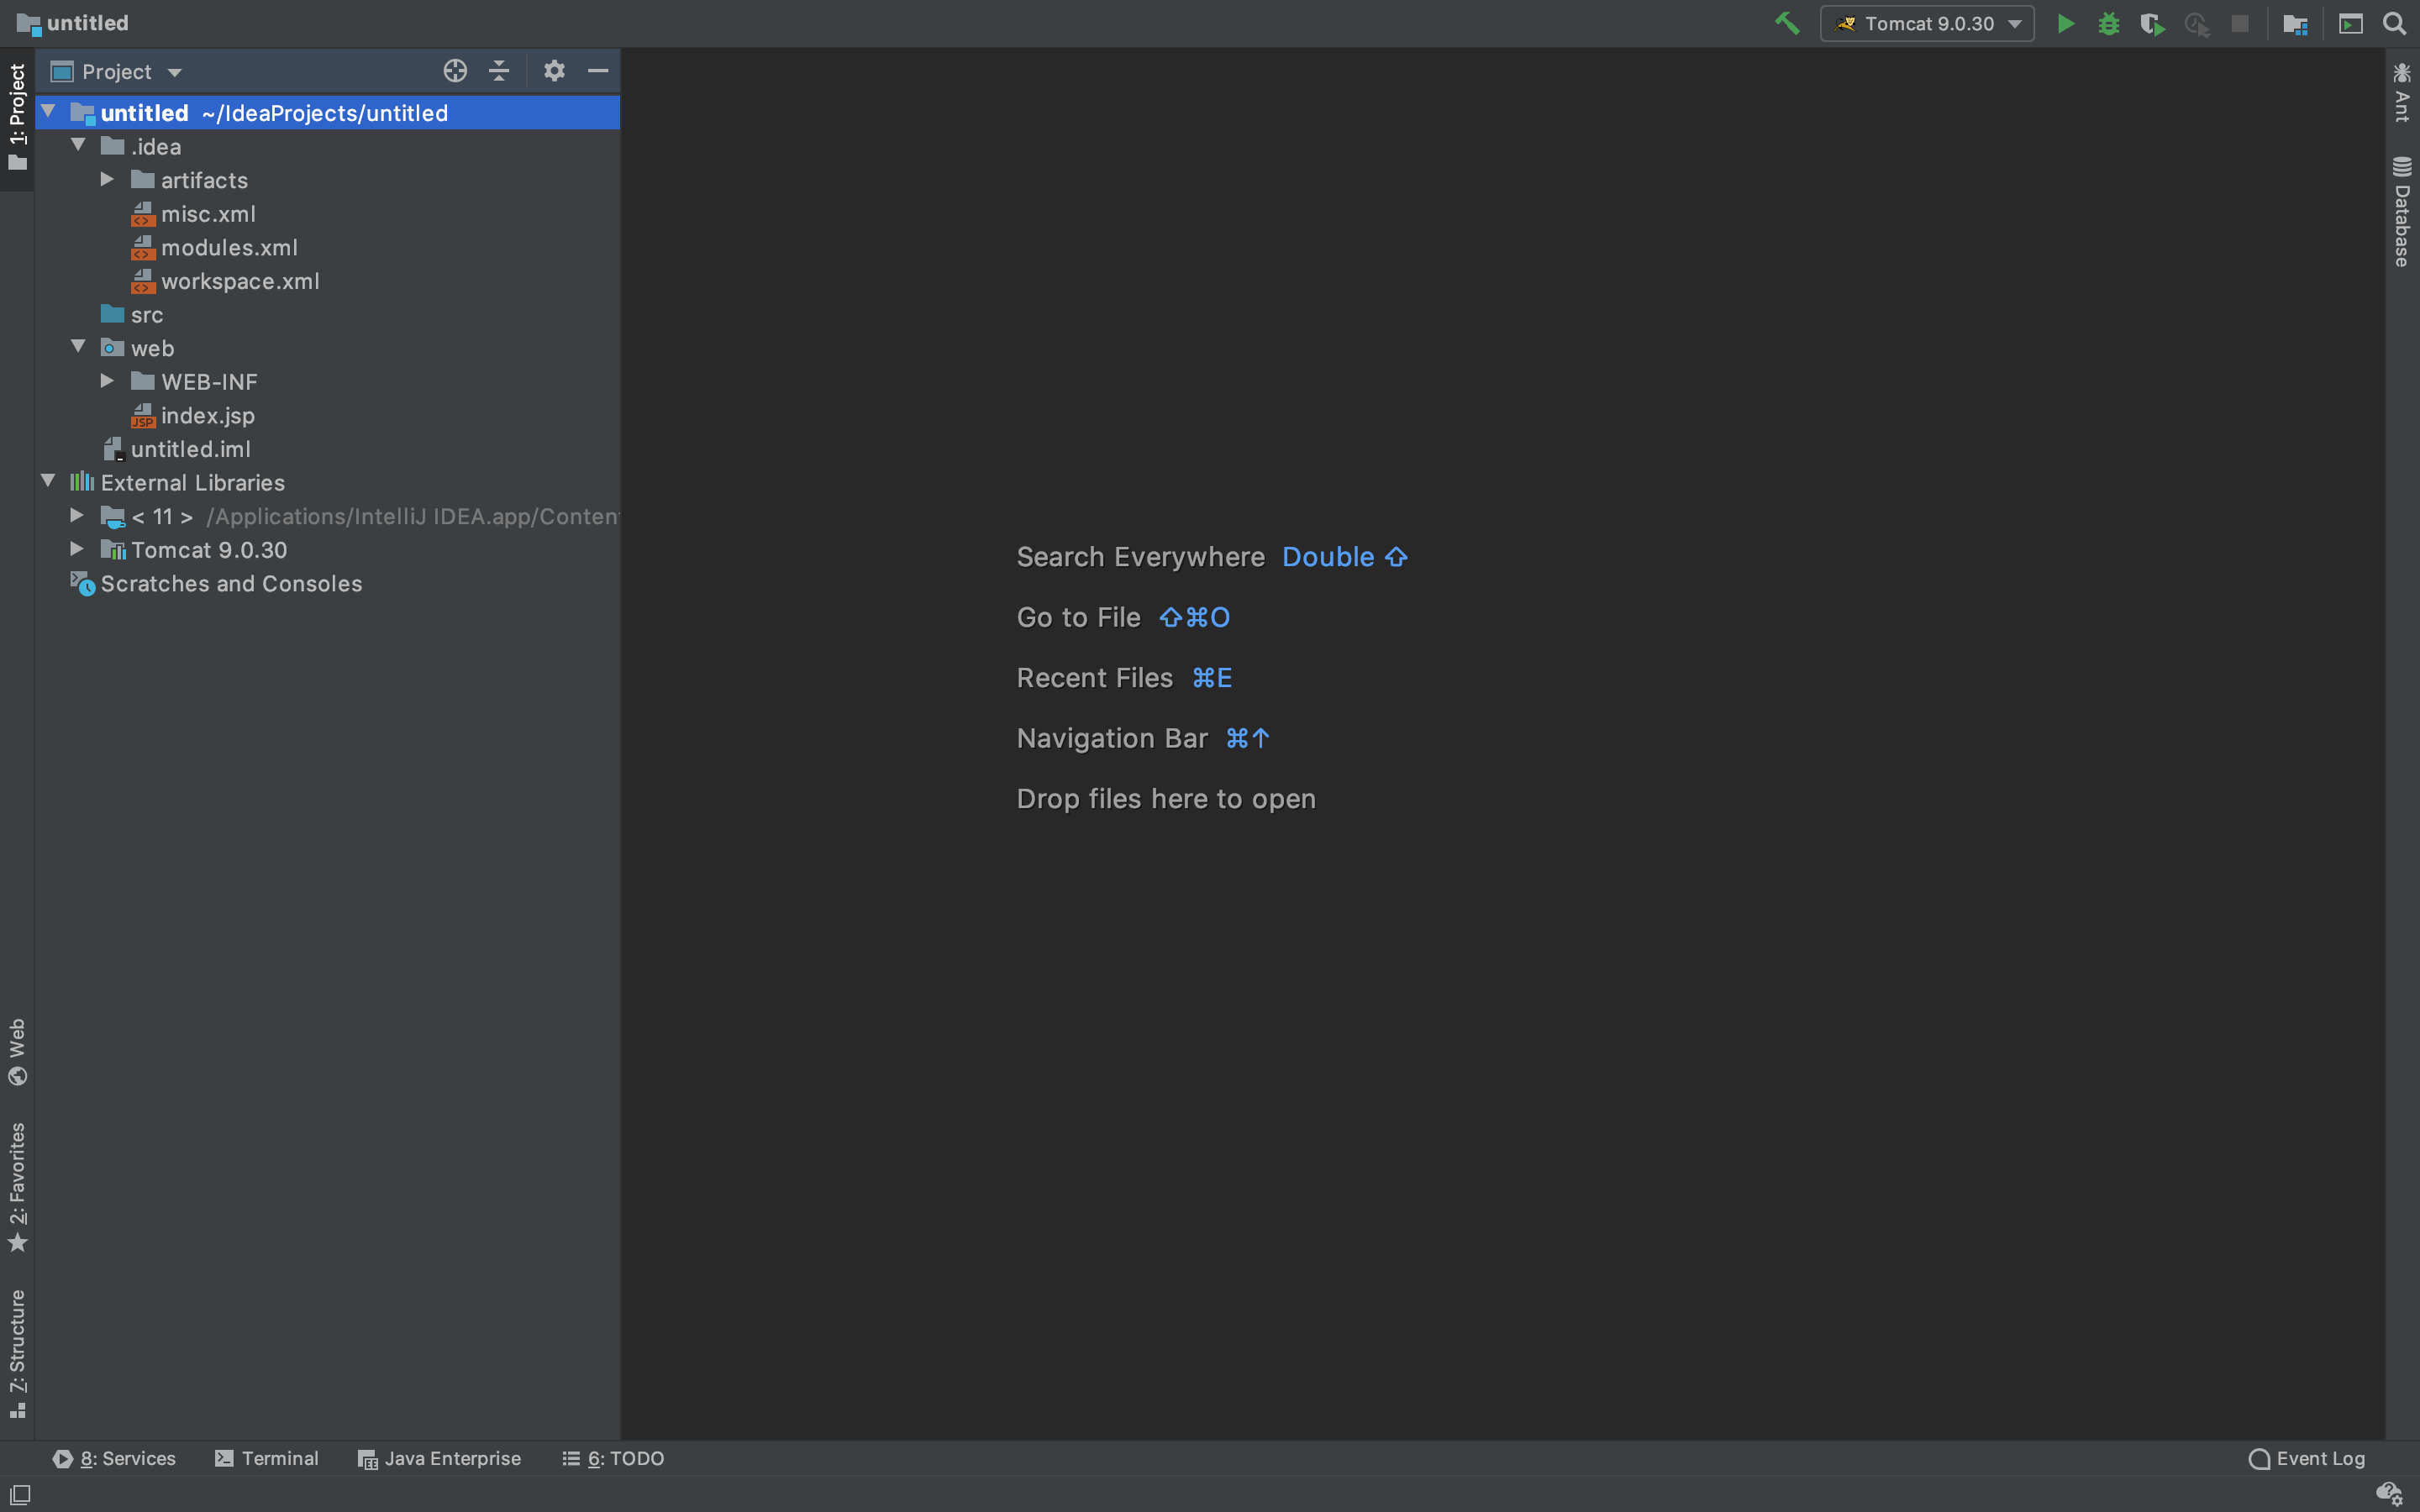 untitled
Tomcat 9.0.30
Project
1: Project
untitled ~/IdeaProjects/untitled
.idea
artifacts
misc.xml
modules.xml
workspace.xml
src
web
WEB-INF
index.jsp
JSP
untitled.iml
External Libraries
< 11 > /Applications/IntelliJ IDEA.app/Conten
Tomcat 9.0.30
Scratches and Consoles
Search Everywhere Double ⇧
Go to File ⇧⌘O
Recent Files ⌘E
Navigation Bar ⌘↑
Drop files here to open
Ant
Database
Web
2: Favorites
7: Structure
8: Services
Terminal
Java Enterprise
6: TODO
Event Log